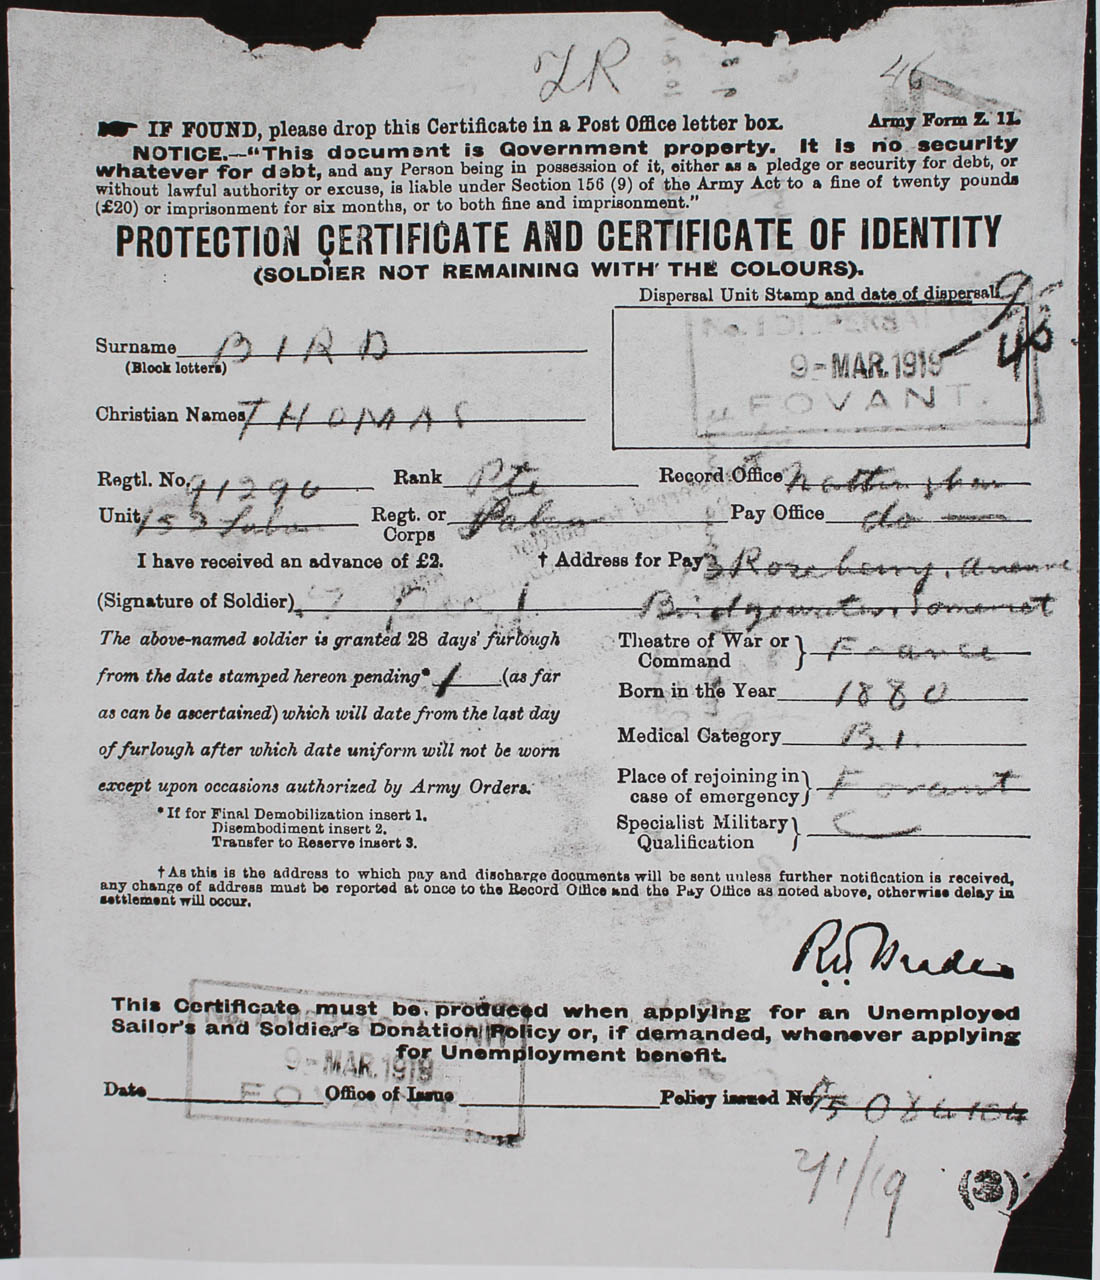 ZR
46
IF FOUND, please drop this Certificate in a Post Office letter box. Army Form Z. 11.
NOTICE.—"This document is Government property. It is no security
whatever for debt, and any Person being in possession of it, either as a pledge or security for debt, or
without lawful authority or excuse, is liable under Section 156 (9) of the Army Act to a fine of twenty pounds
(£20) or imprisonment for six months, or to both fine and imprisonment."
PROTECTION CERTIFICATE AND CERTIFICATE OF IDENTITY
(SOLDIER NOT REMAINING WITH THE COLOURS).
Dispersal Unit Stamp and date of dispersal
No. 1 DISPERSAL UNIT
9-MAR.1919
FOVANT.
Surname BIRD
(Block letters)
Christian Names THOMAS
Regtl. No. 91290 Rank Pte Record Office Nottingham
Unit 153 Labour Regt. or Corps Labour Pay Office do
I have received an advance of £2. † Address for Pay 3 Roseberry. Avenue
(Signature of Soldier) Bridgewater. Somerset
The above-named soldier is granted 28 days' furlough
from the date stamped hereon pending* 1 (as far
as can be ascertained) which will date from the last day
of furlough after which date uniform will not be worn
except upon occasions authorized by Army Orders.
* If for Final Demobilization insert 1.
Disembodiment insert 2.
Transfer to Reserve insert 3.
Theatre of War or Command } France
Born in the Year 1880
Medical Category B1.
Place of rejoining in case of emergency } Fovant
Specialist Military Qualification }
† As this is the address to which pay and discharge documents will be sent unless further notification is received,
any change of address must be reported at once to the Record Office and the Pay Office as noted above, otherwise delay in
settlement will occur.
This Certificate must be produced when applying for an Unemployed
Sailor's and Soldier's Donation Policy or, if demanded, whenever applying
for Unemployment benefit.
9-MAR.1919
FOVANT
Date Office of Issue Policy issued No.
(3)